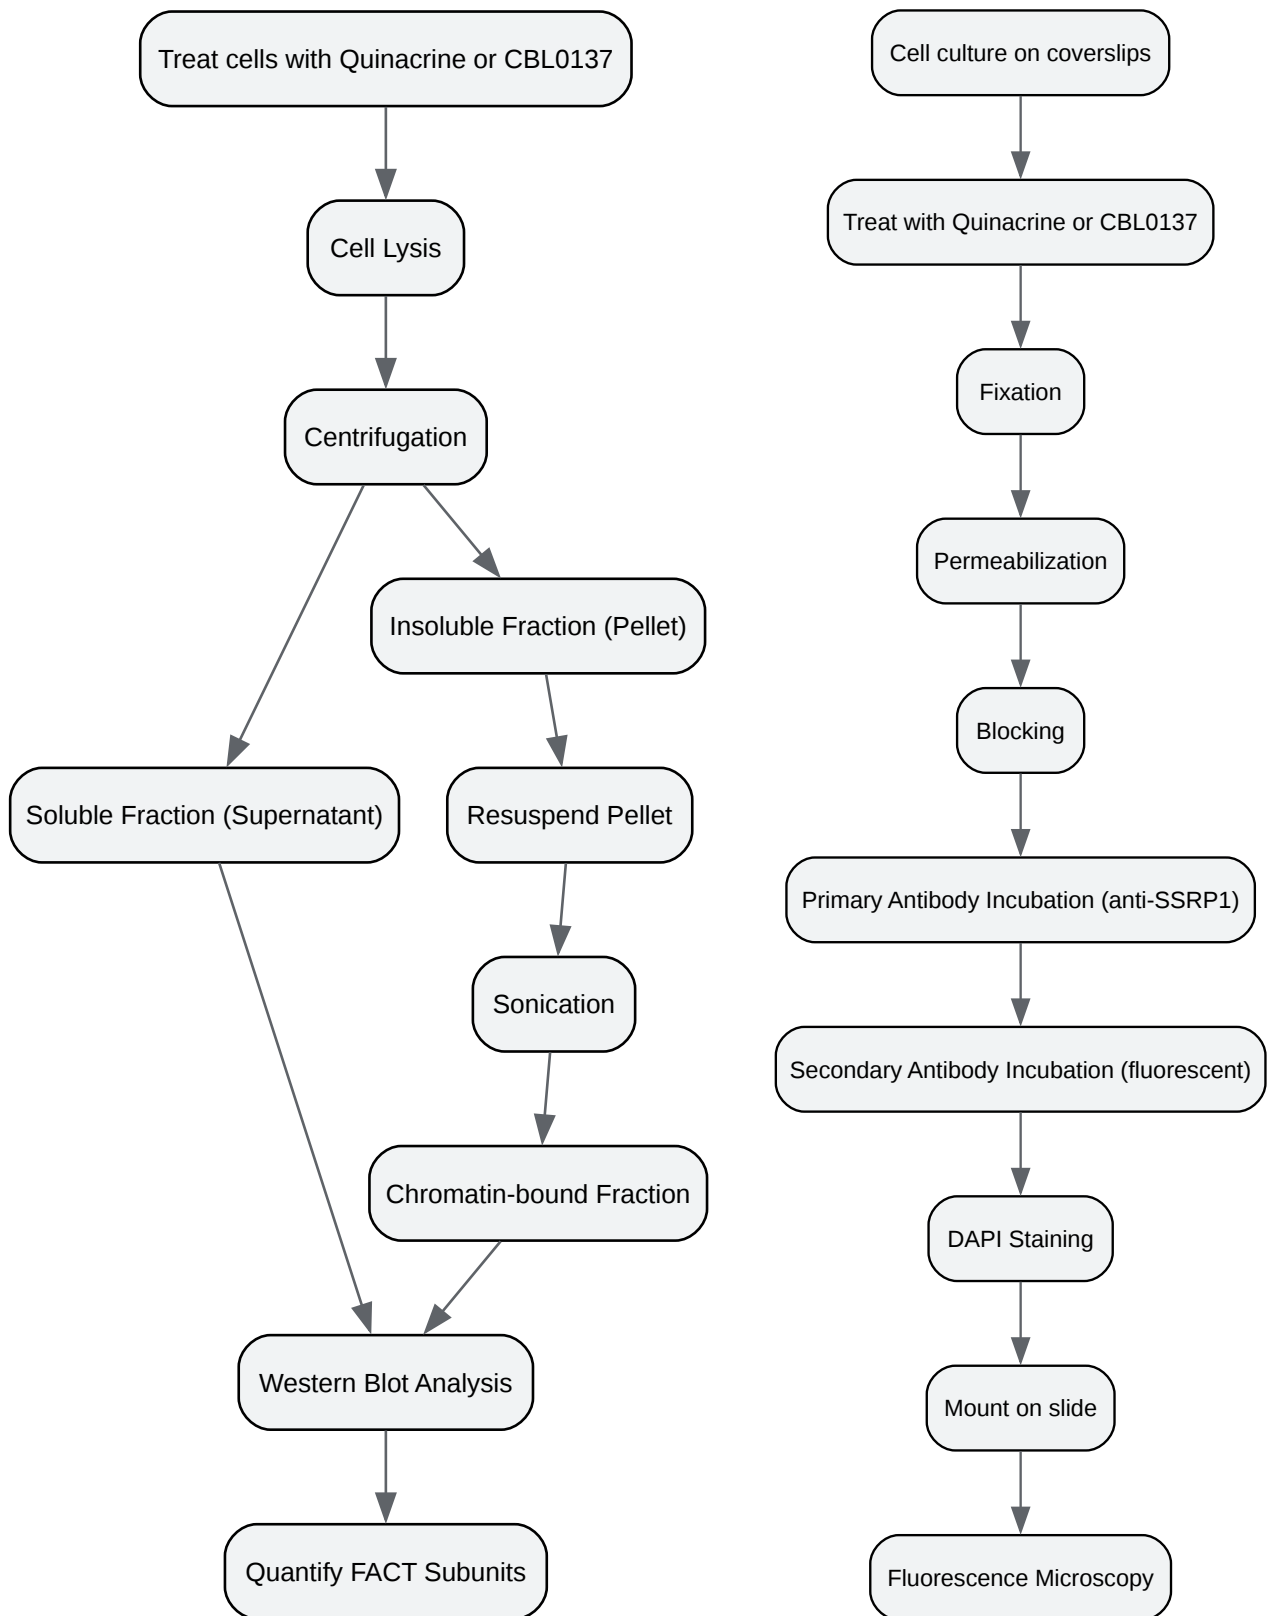 Treat cells with Quinacrine or CBL0137
Cell Lysis
Centrifugation
Insoluble Fraction (Pellet)
Soluble Fraction (Supernatant)
Resuspend Pellet
Sonication
Chromatin-bound Fraction
Western Blot Analysis
Quantify FACT Subunits
Cell culture on coverslips
Treat with Quinacrine or CBL0137
Fixation
Permeabilization
Blocking
Primary Antibody Incubation (anti-SSRP1)
Secondary Antibody Incubation (fluorescent)
DAPI Staining
Mount on slide
Fluorescence Microscopy